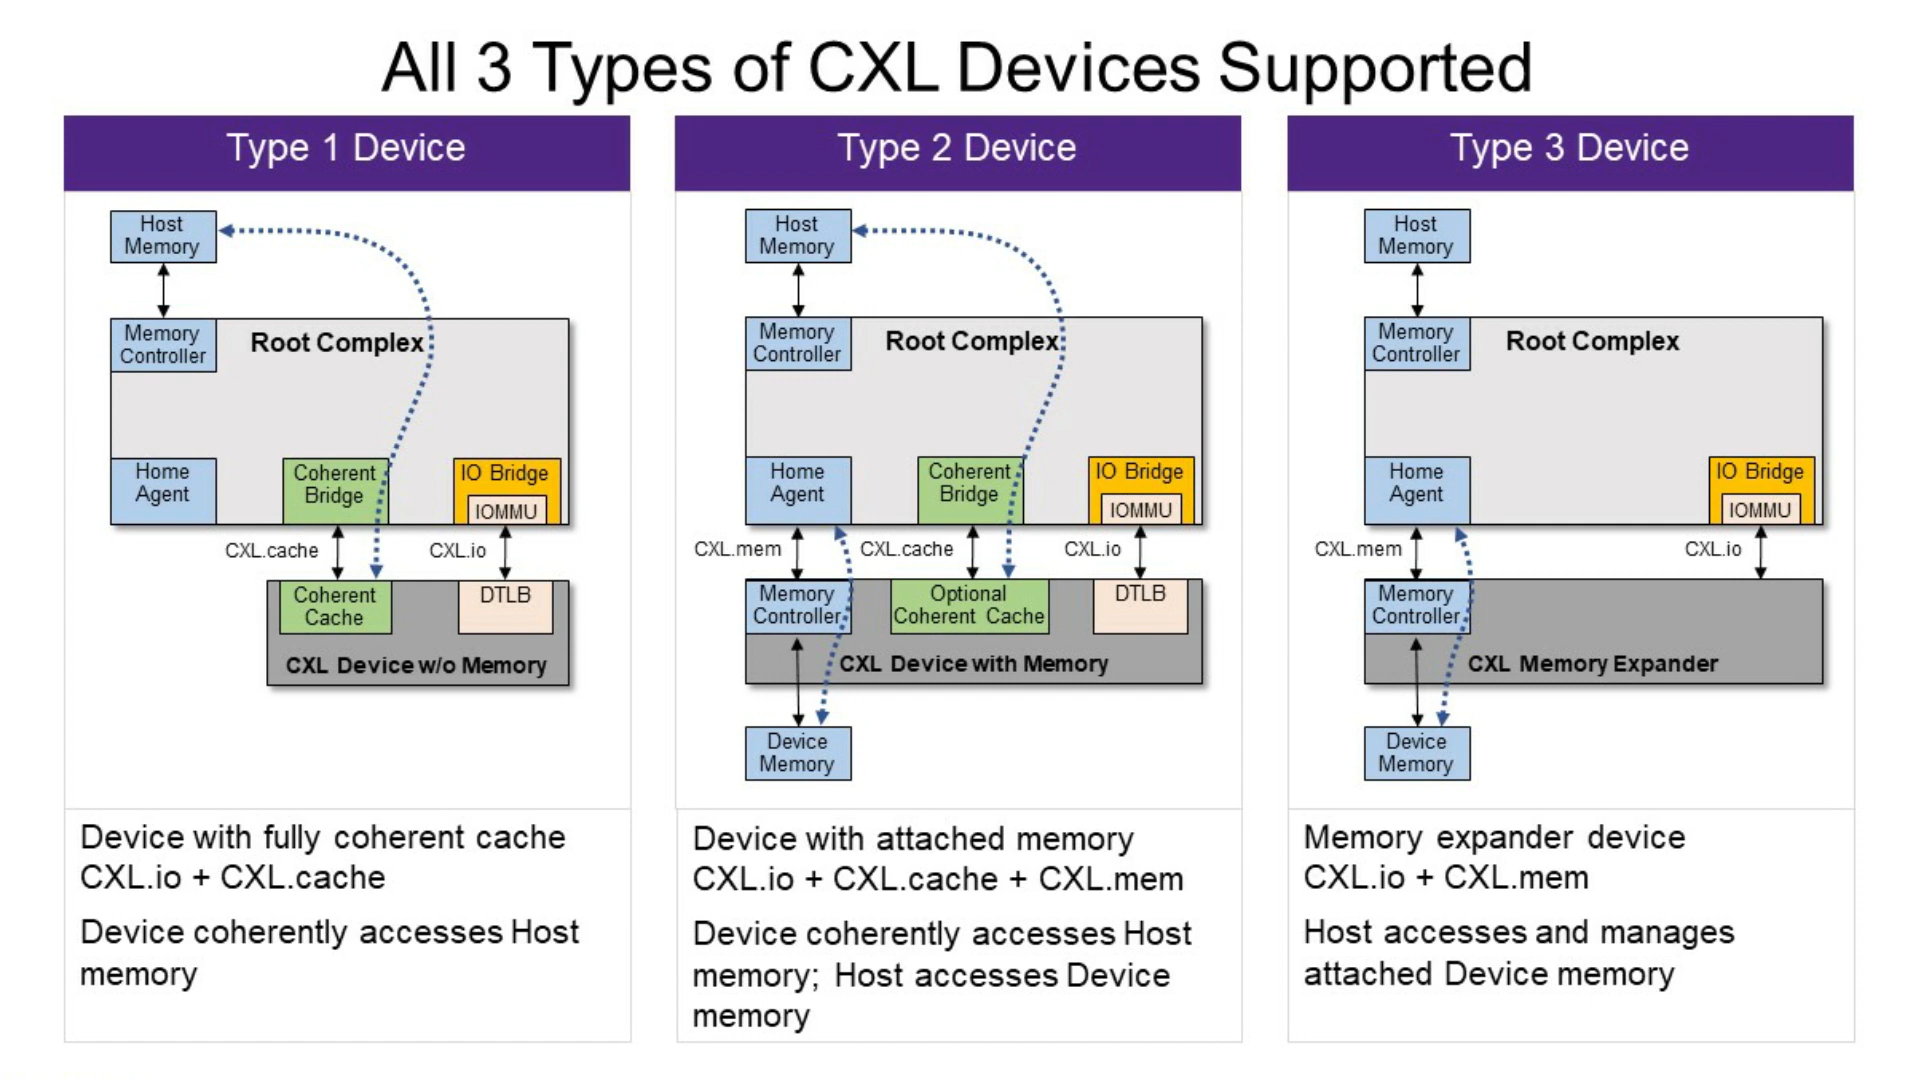 All 3 Types of CXL Devices Supported
Type 1 Device
Host
Memory
Memory
Controller
Root Complex
Home
Agent
Coherent
Bridge
IO Bridge
IOMMU
CXL.cache
CXL.io
Coherent
Cache
DTLB
CXL Device w/o Memory
Device with fully coherent cache
CXL.io + CXL.cache
Device coherently accesses Host
memory
Type 2 Device
Host
Memory
Memory
Controller
Root Complex
Home
Agent
Coherent
Bridge
IO Bridge
IOMMU
CXL.mem
CXL.cache
CXL.io
Memory
Controller
Optional
Coherent Cache
DTLB
CXL Device with Memory
Device
Memory
Device with attached memory
CXL.io + CXL.cache + CXL.mem
Device coherently accesses Host
memory; Host accesses Device
memory
Type 3 Device
Host
Memory
Memory
Controller
Root Complex
Home
Agent
IO Bridge
IOMMU
CXL.mem
CXL.io
Memory
Controller
CXL Memory Expander
Device
Memory
Memory expander device
CXL.io + CXL.mem
Host accesses and manages
attached Device memory